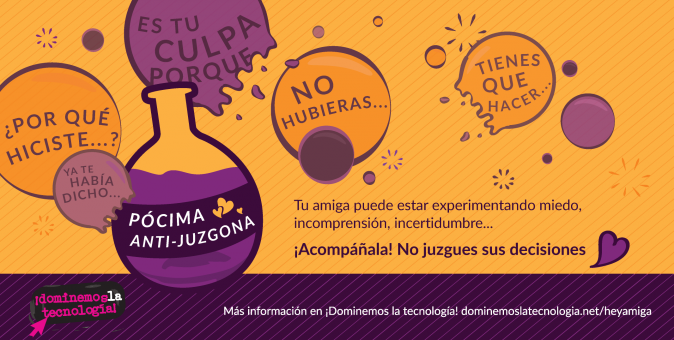 ES TU
CULPA
PORQUE
¿POR QUÉ
HICISTE...?
YA TE
HABÍA
DICHO...
NO
HUBIERAS...
TIENES
QUE
HACER...
PÓCIMA
ANTI-JUZGONA
Tu amiga puede estar experimentando miedo,
incomprensión, incertidumbre...
¡Acompáñala! No juzgues sus decisiones
¡dominemosla
tecnología!
Más información en ¡Dominemos la tecnología! dominemoslatecnologia.net/heyamiga